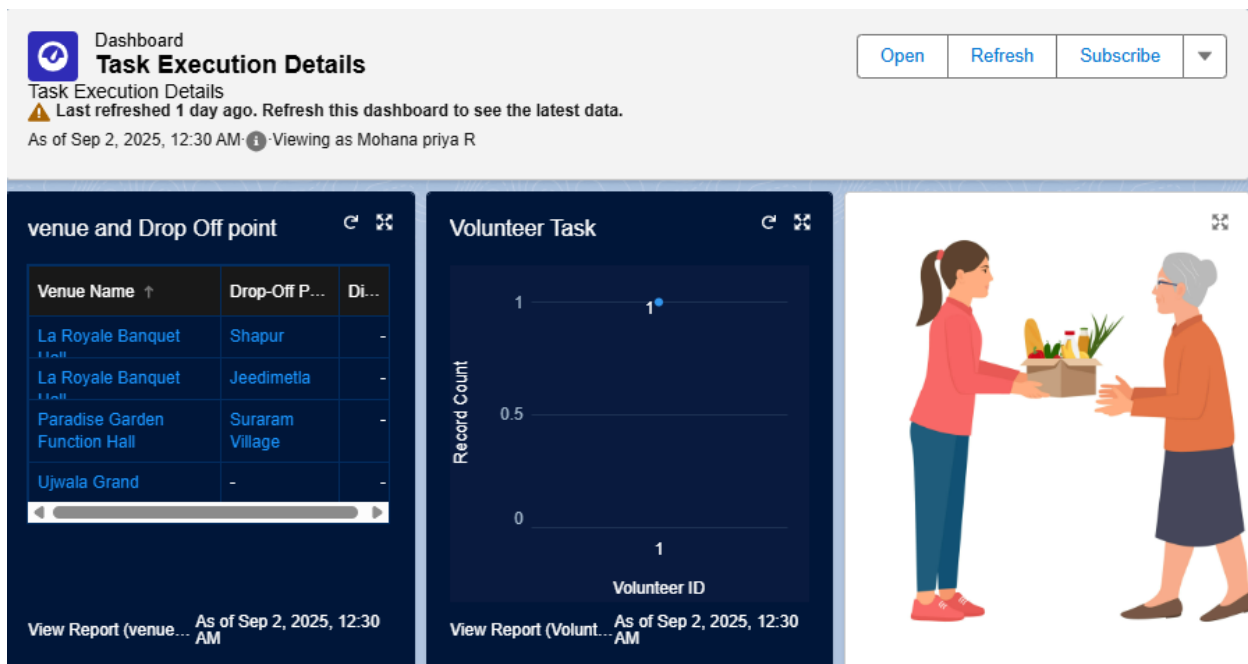 Dashboard
Task Execution Details
Open Refresh Subscribe
Task Execution Details
Last refreshed 1 day ago. Refresh this dashboard to see the latest data.
As of Sep 2, 2025, 12:30 AM·Viewing as Mohana priya R
venue and Drop Off point
Venue Name ↑ Drop-Off P... Di...
La Royale Banquet Shapur -
Hall
La Royale Banquet Jeedimetla -
Hall
Paradise Garden Suraram -
Function Hall Village
Ujwala Grand - -
View Report (venue... As of Sep 2, 2025, 12:30
AM
Volunteer Task
Record Count
1
1
0.5
0
1
Volunteer ID
View Report (Volunt... As of Sep 2, 2025, 12:30
AM